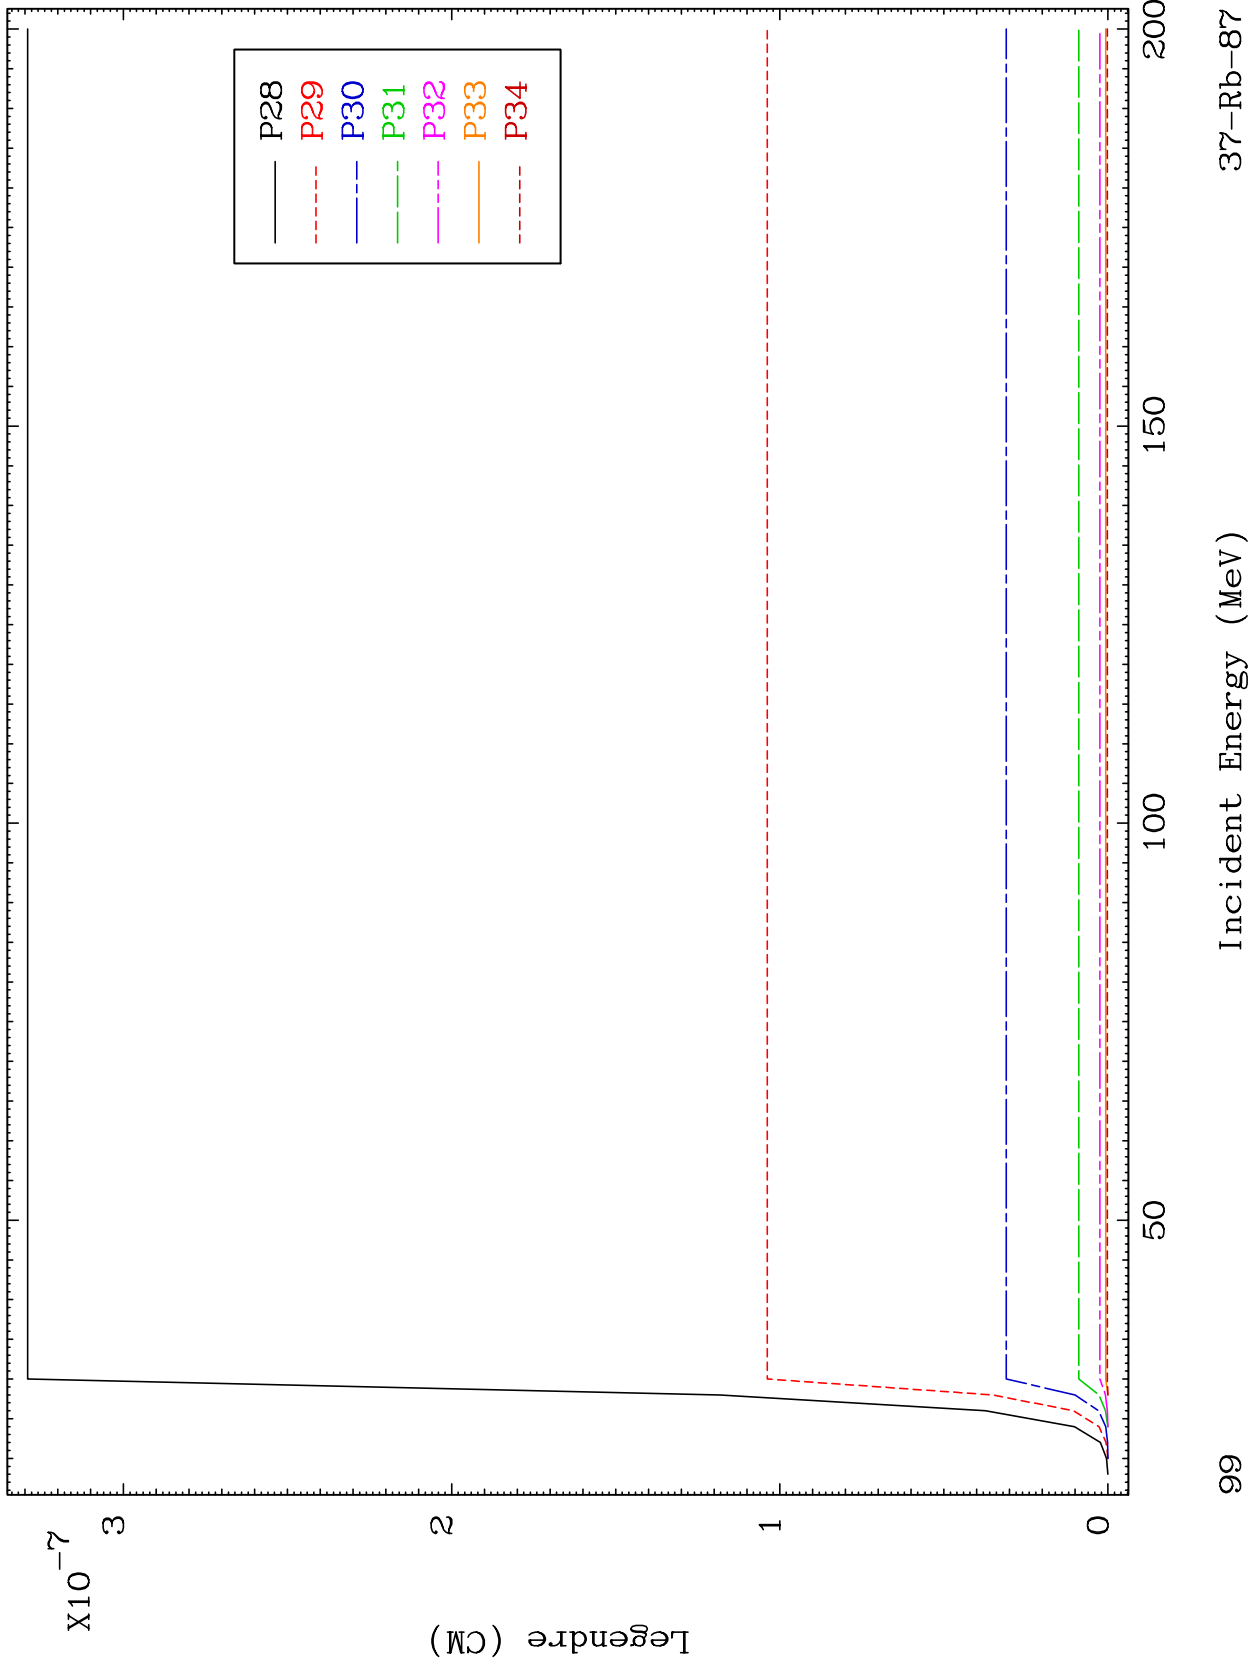 X10-7
3
2
1
0
Legendre (CM)
P28
P29
P30
P31
P32
P33
P34
50
100
150
200
Incident Energy (MeV)
99
37-Rb-87